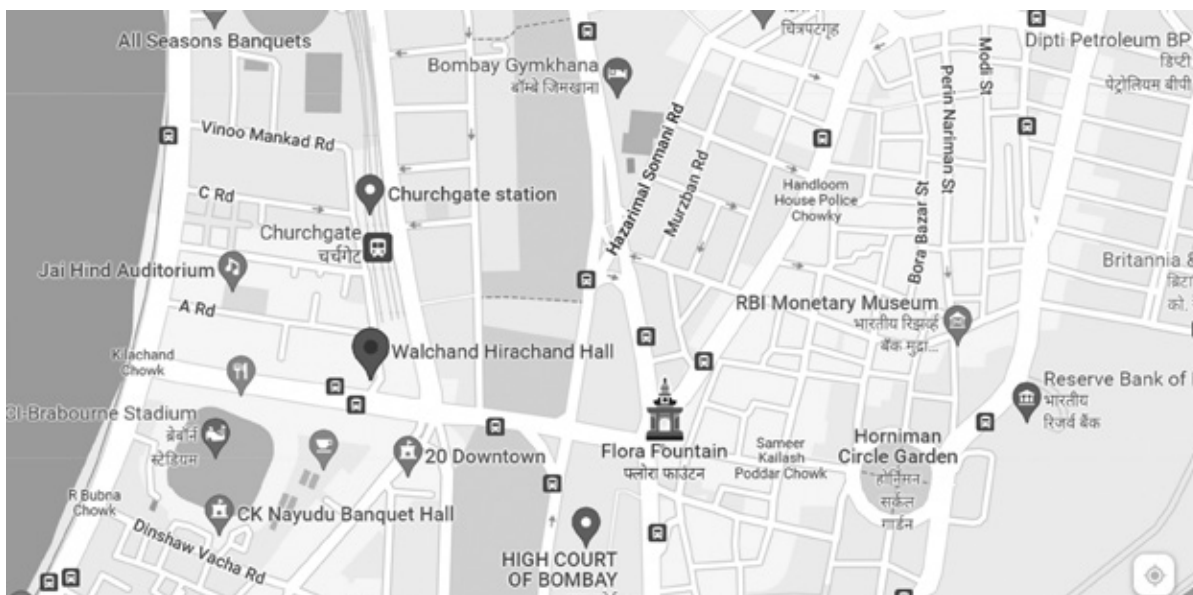 चित्रपटगृह
All Seasons Banquets
Modi St
Dipti Petroleum BP
डिप्टी
पेट्रोलियम बीपी
Bombay Gymkhana
बॉम्बे जिमखाना
Perin Nariman St
Vinoo Mankad Rd
Hazarimal Somani Rd
Murzban Rd
C Rd
Churchgate station
Handloom
House Police
Chowky
Bora Bazar St
Churchgate
चर्चगेट
Jai Hind Auditorium
Britannia &
ब्रिटा
को.
A Rd
RBI Monetary Museum
भारतीय रिझर्व्ह
बँक मुद्रा...
Kilachand
Chowk
Walchand Hirachand Hall
Reserve Bank of
भारतीय
रिजर्व बैंक
CI-Brabourne Stadium
ब्रेबॉर्न
स्टेडियम
20 Downtown
Flora Fountain
फ्लोरा फाउंटन
Sameer
Kailash
Poddar Chowk
Horniman
Circle Garden
होर्निमन
सर्कल
गार्डन
R Bubna
Chowk
CK Nayudu Banquet Hall
Dinshaw Vacha Rd
HIGH COURT
OF BOMBAY